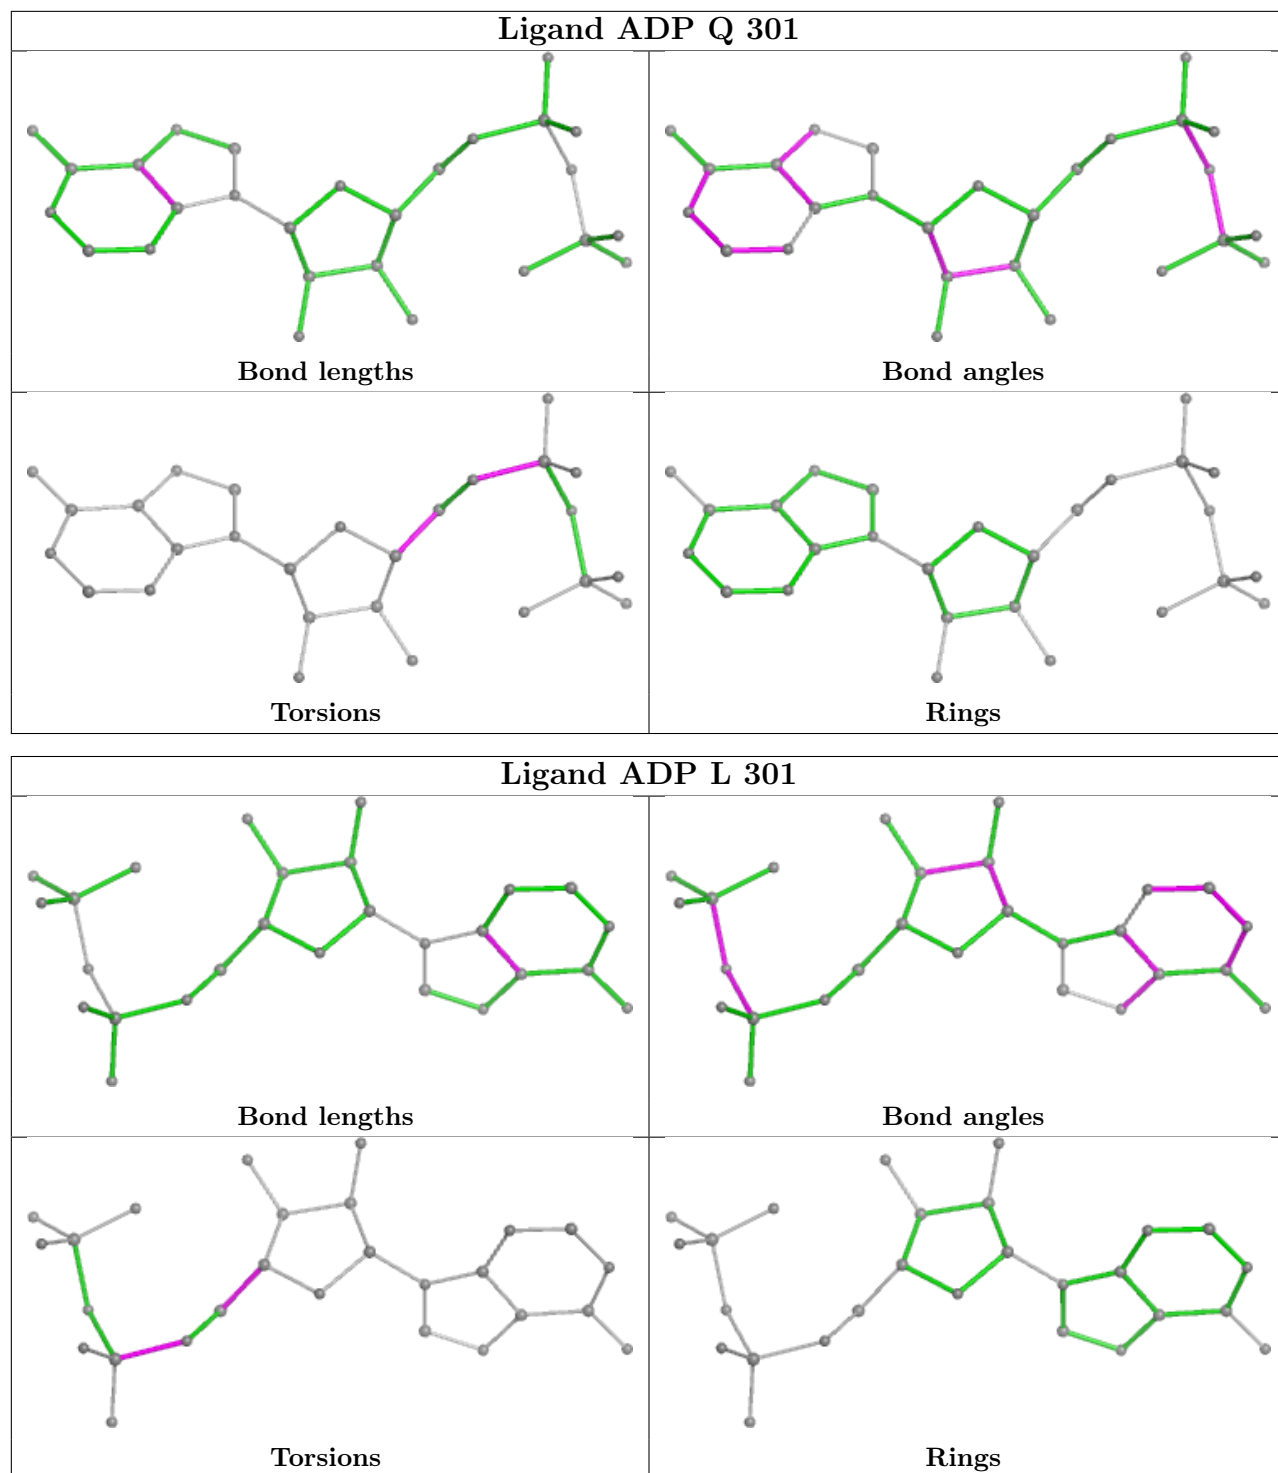 Ligand ADP Q 301
Bond lengths
Bond angles
Torsions
Rings
Ligand ADP L 301
Bond lengths
Bond angles
Torsions
Rings